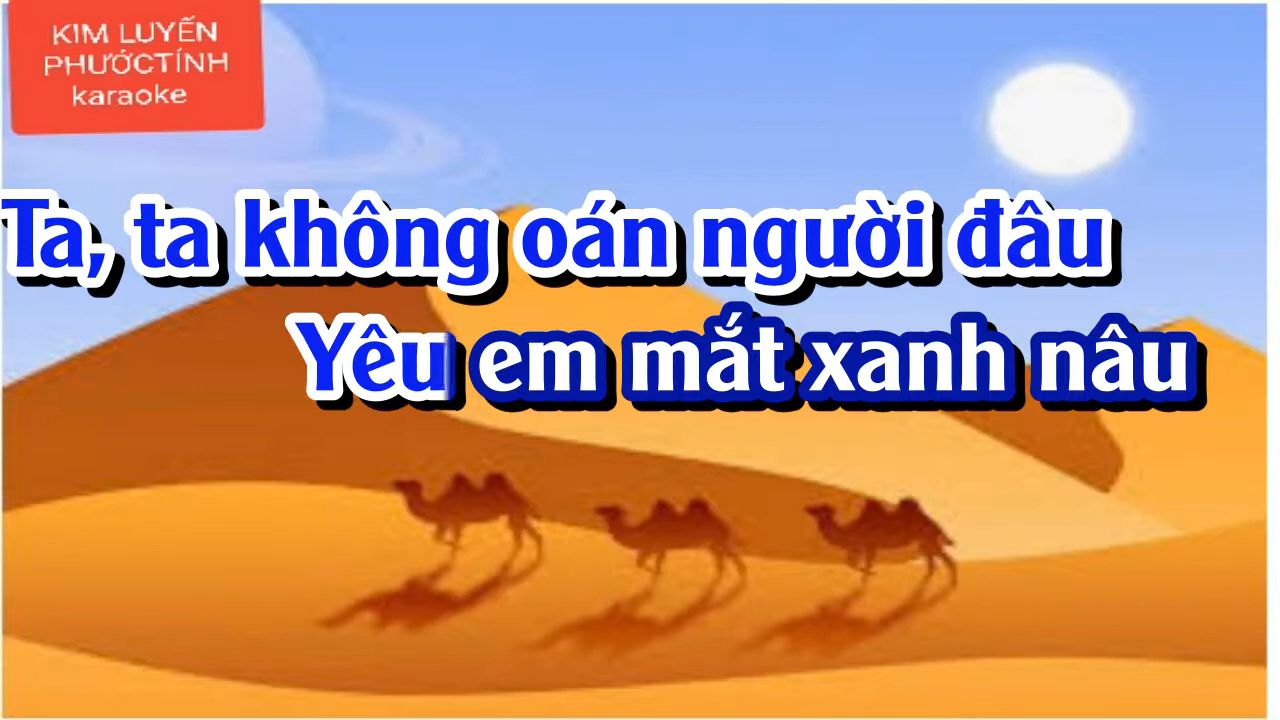 KIM LUYẾN
PHƯỚCTÍNH
karaoke
Ta, ta không oán người đâu
Yêu em mắt xanh nâu